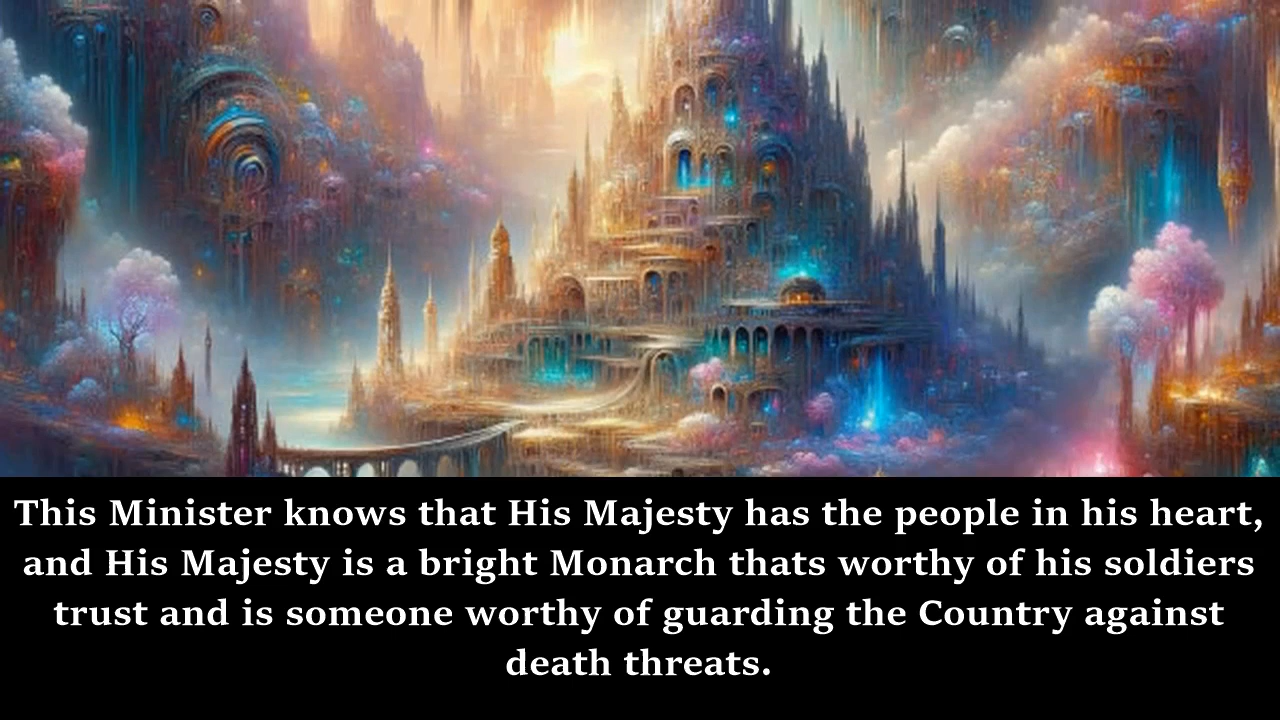 This Minister knows that His Majesty has the people in his heart,
and His Majesty is a bright Monarch thats worthy of his soldiers
trust and is someone worthy of guarding the Country against
death threats.